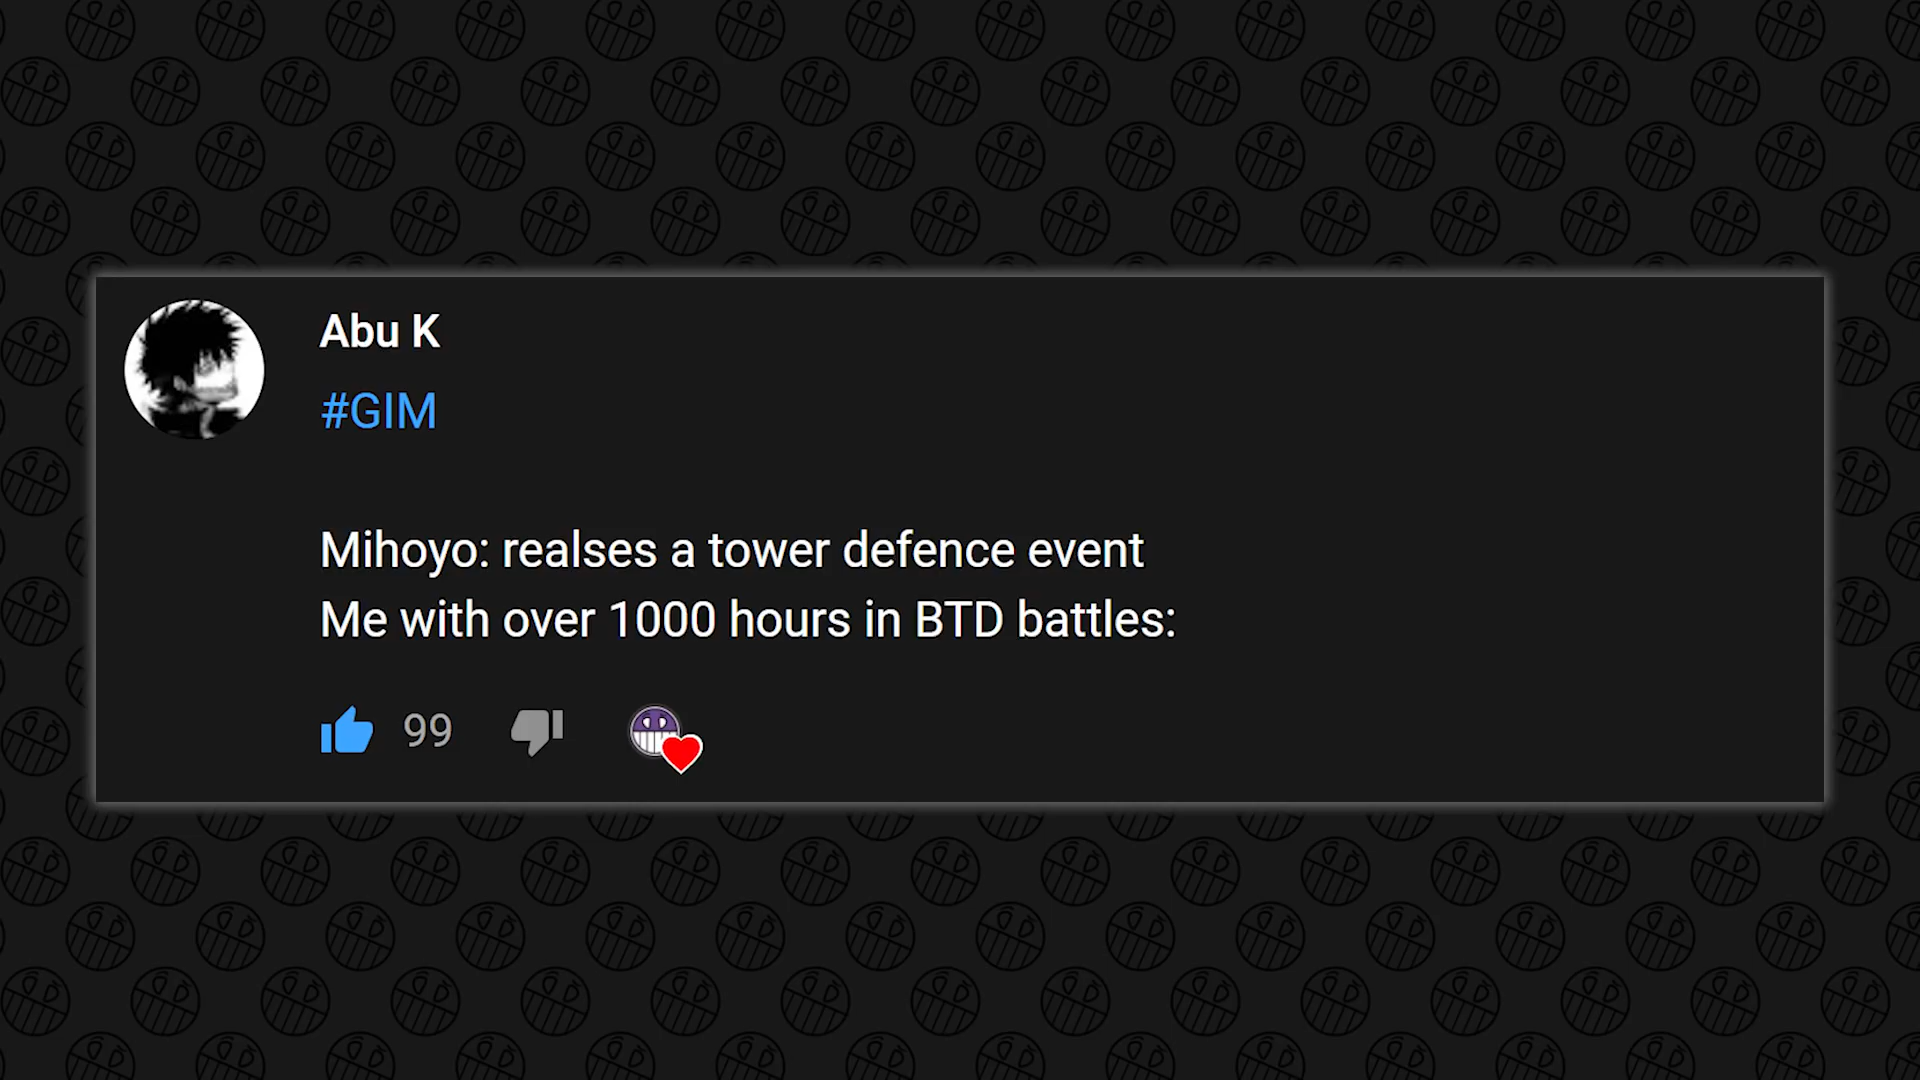 Abu K
#GIM
Mihoyo: realses a tower defence event
Me with over 1000 hours in BTD battles:
99